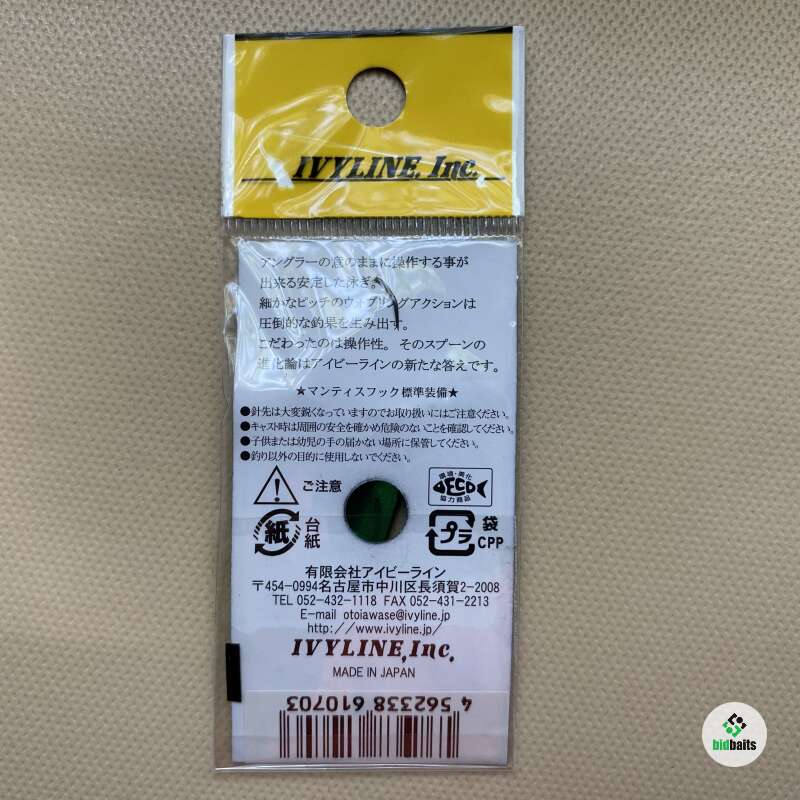 IVYLINE, Inc.
アングラーの意のままに操作する事が
出来る安定した泳ぎ。
細かなピッチのウォブリングアクションは
圧倒的な釣果を生み出す。
こだわったのは操作性。そのスプーンの
進化論はアイビーラインの新たな答えです。
★マンティスフック標準装備★
●針先は大変鋭くなっていますのでお取り扱いにはご注意ください。
●キャスト時は周囲の安全を確かめ危険のないことを確認してください。
●子供または幼児の手の届かない場所に保管してください。
●釣り以外の目的に使用しないでください。
ご注意
環境・美化
DECO
協力商品
紙
台紙
プラ
袋
CPP
有限会社アイビーライン
〒454-0994名古屋市中川区長須賀2-2008
TEL 052-432-1118 FAX 052-431-2213
E-mail otoiawase@ivyline.jp
http://www.ivyline.jp/
IVYLINE,Inc.
MADE IN JAPAN
4 562338 610703
bidbaits